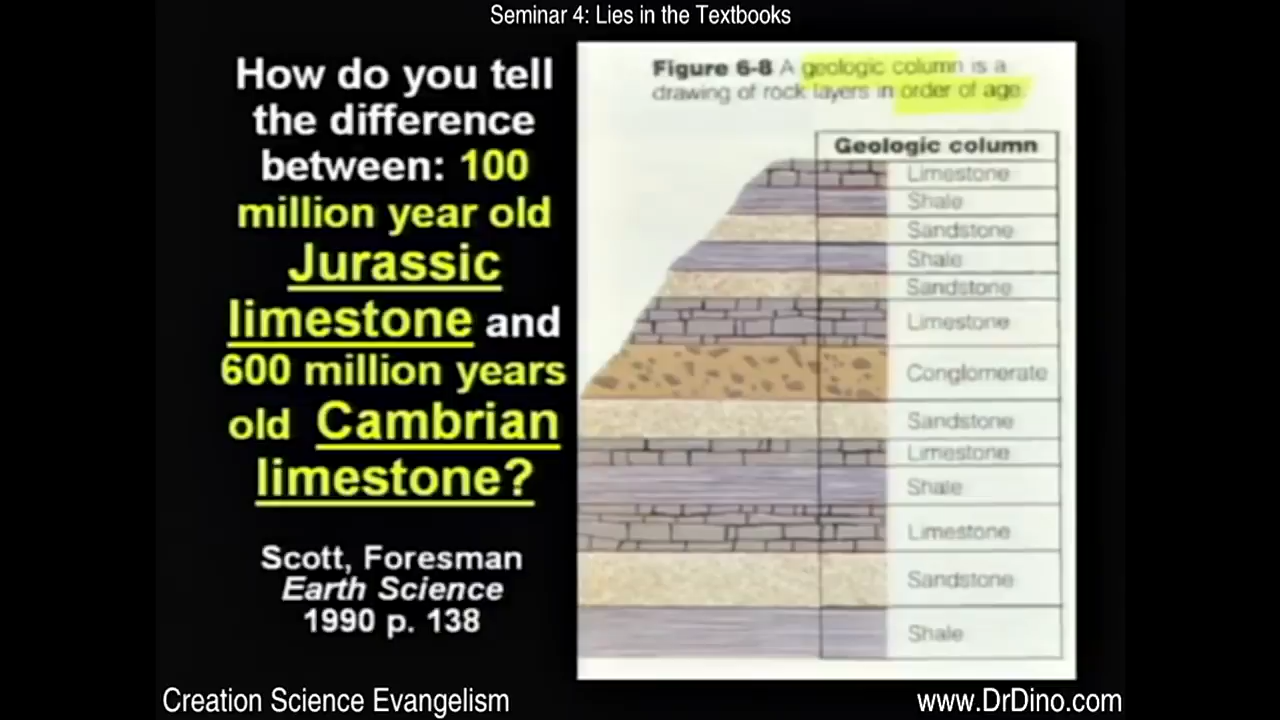 Seminar 4: Lies in the Textbooks
How do you tell
the difference
between: 100
million year old
Jurassic
limestone and
600 million years
old Cambrian
limestone?
Scott, Foresman
Earth Science
1990 p. 138
Figure 6-8 A geologic column is a
drawing of rock layers in order of age.
Geologic column
Limestone
Shale
Sandstone
Shale
Sandstone
Limestone
Conglomerate
Sandstone
Limestone
Shale
Limestone
Sandstone
Shale
Creation Science Evangelism
www.DrDino.com